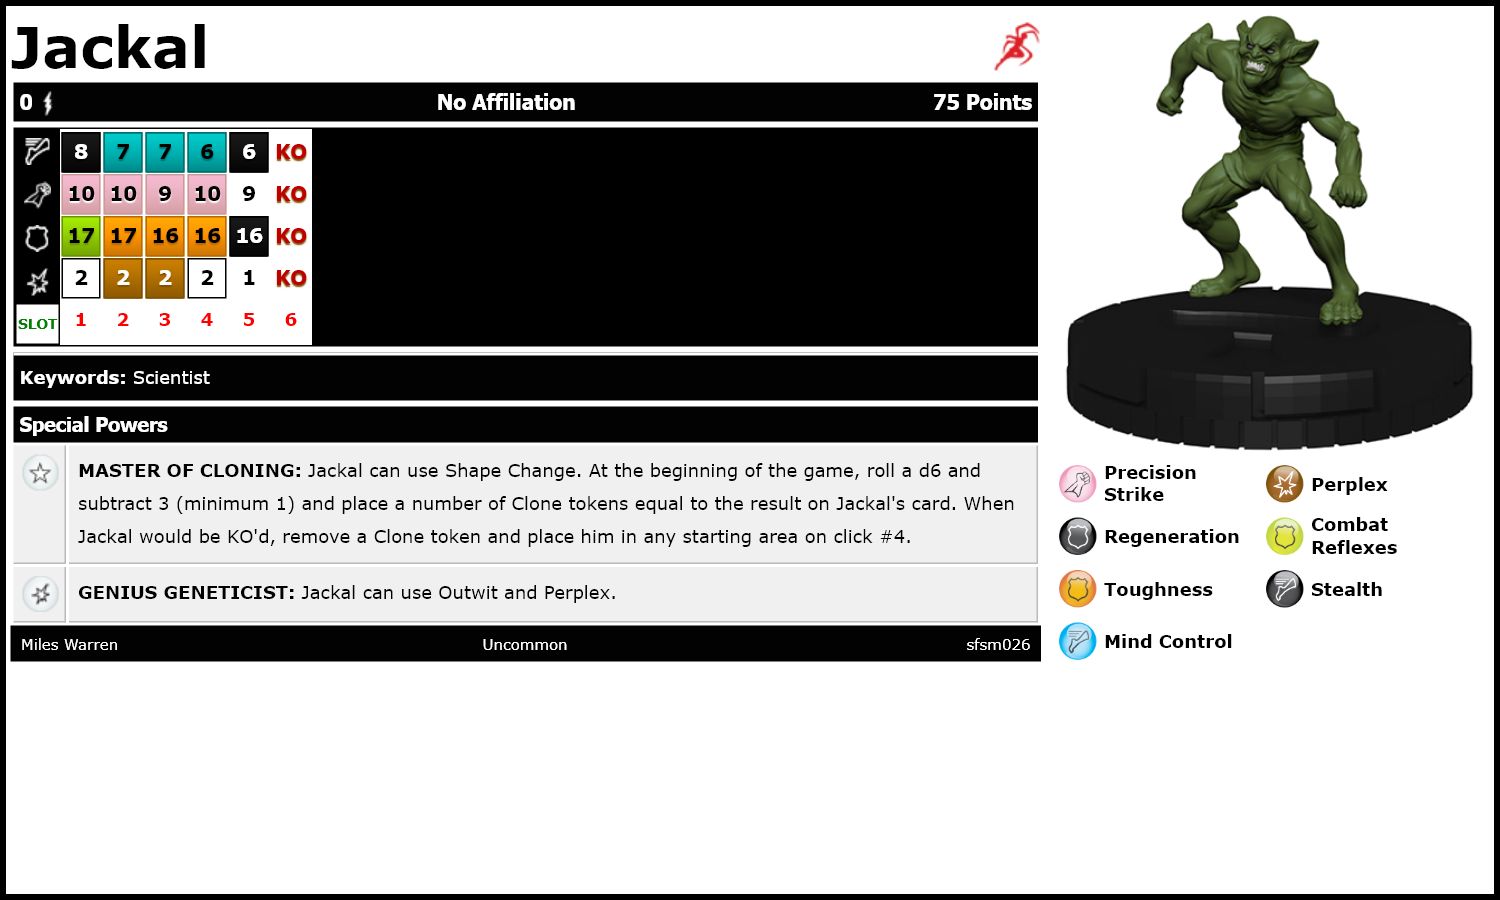 Jackal
0 No Affiliation 75 Points
8 7 7 6 6 KO
10 10 9 10 9 KO
17 17 16 16 16 KO
2 2 2 2 1 KO
SLOT 1 2 3 4 5 6
Keywords: Scientist
Special Powers
MASTER OF CLONING: Jackal can use Shape Change. At the beginning of the game, roll a d6 and
subtract 3 (minimum 1) and place a number of Clone tokens equal to the result on Jackal's card. When
Jackal would be KO'd, remove a Clone token and place him in any starting area on click #4.
GENIUS GENETICIST: Jackal can use Outwit and Perplex.
Miles Warren Uncommon sfsm026
Precision
Strike
Perplex
Regeneration
Combat
Reflexes
Toughness
Stealth
Mind Control